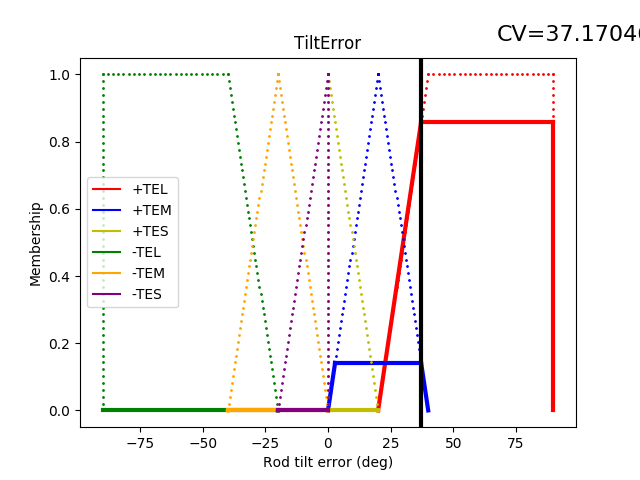 CV=37.1704
TiltError
Membership
1.0
0.8
0.6
0.4
0.2
0.0
+TEL
+TEM
+TES
-TEL
-TEM
-TES
−75
−50
−25
0
25
50
75
Rod tilt error (deg)